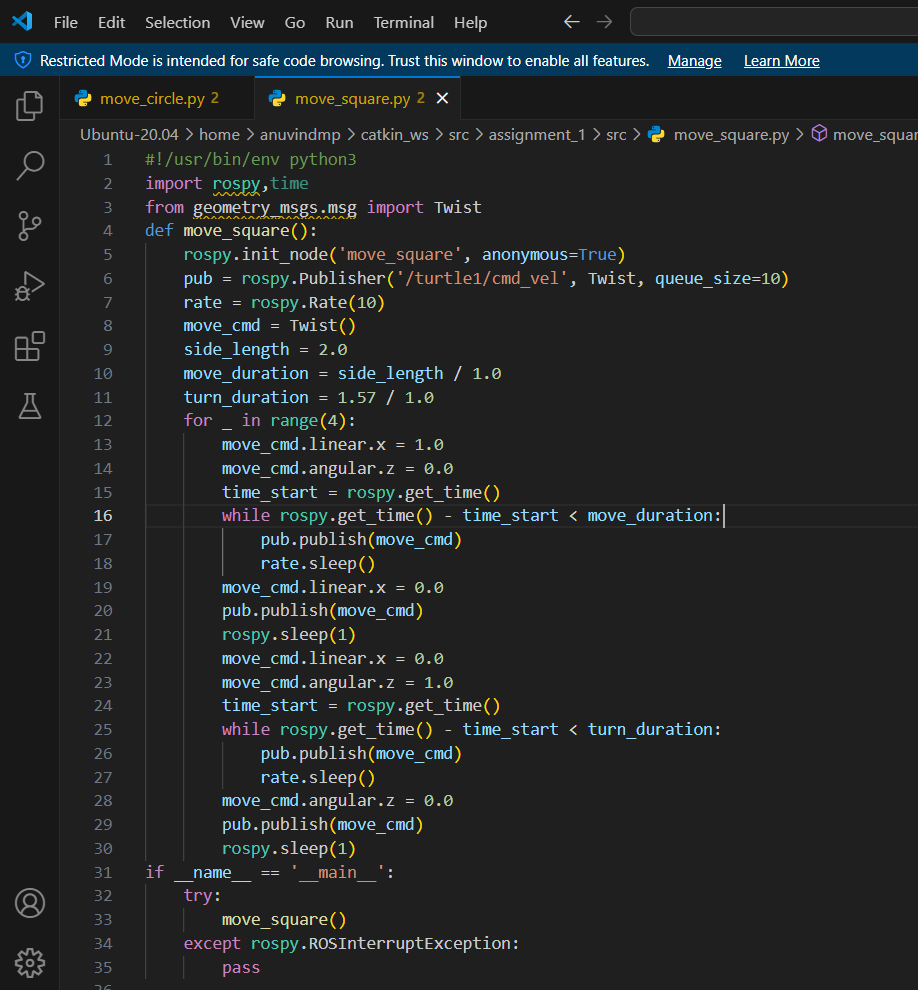 File Edit Selection View Go Run Terminal Help
Restricted Mode is intended for safe code browsing. Trust this window to enable all features. Manage Learn More
move_circle.py 2 move_square.py 2
Ubuntu-20.04 > home > anuvindmp > catkin_ws > src > assignment_1 > src > move_square.py > move_squar
1 #!/usr/bin/env python3
2 import rospy,time
3 from geometry_msgs.msg import Twist
4 def move_square():
5     rospy.init_node('move_square', anonymous=True)
6     pub = rospy.Publisher('/turtle1/cmd_vel', Twist, queue_size=10)
7     rate = rospy.Rate(10)
8     move_cmd = Twist()
9     side_length = 2.0
10     move_duration = side_length / 1.0
11     turn_duration = 1.57 / 1.0
12     for _ in range(4):
13         move_cmd.linear.x = 1.0
14         move_cmd.angular.z = 0.0
15         time_start = rospy.get_time()
16         while rospy.get_time() - time_start < move_duration:
17             pub.publish(move_cmd)
18             rate.sleep()
19         move_cmd.linear.x = 0.0
20         pub.publish(move_cmd)
21         rospy.sleep(1)
22         move_cmd.linear.x = 0.0
23         move_cmd.angular.z = 1.0
24         time_start = rospy.get_time()
25         while rospy.get_time() - time_start < turn_duration:
26             pub.publish(move_cmd)
27             rate.sleep()
28         move_cmd.angular.z = 0.0
29         pub.publish(move_cmd)
30         rospy.sleep(1)
31 if __name__ == '__main__':
32     try:
33         move_square()
34     except rospy.ROSInterruptException:
35         pass